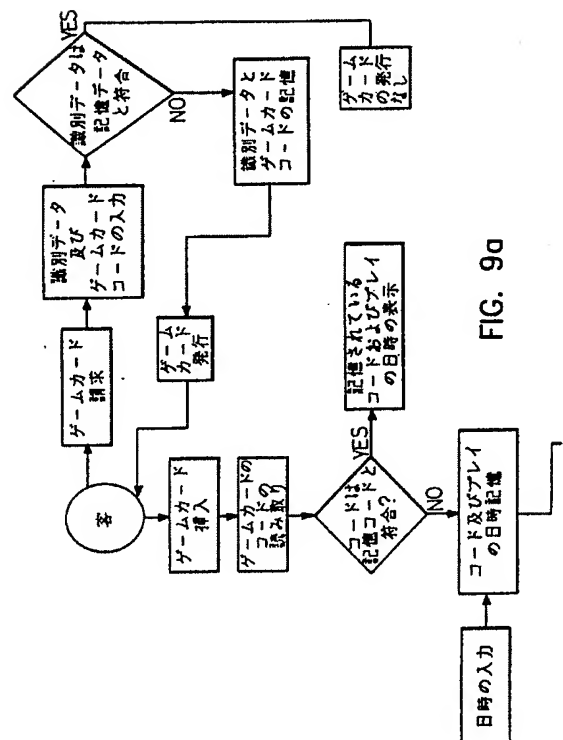 客
ゲームカード
請求
識別データ
及び
ゲームカード
コードの入力
識別データは
記憶データ
と符合
YES
NO
識別データと
ゲームカード
コードの記憶
ゲーム
カード
の発行
なし
ゲーム
カード
発行
ゲームカード
挿入
ゲームカードの
コードの
読み取り
コードは
記憶コードと
符合?
YES
NO
記憶されている
コードおよびプレイ
の日時の表示
日時の入力
コード及びプレイ
の日時記憶
FIG. 9a